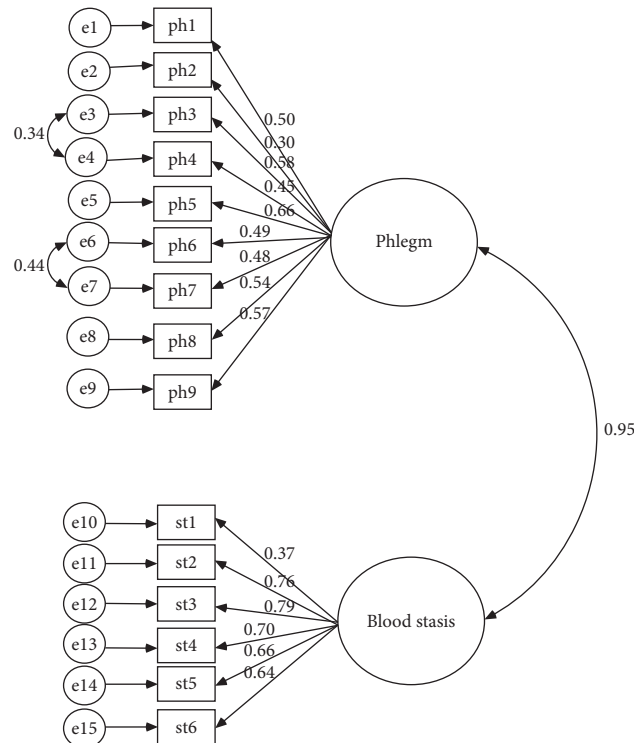 e1 ph1
e2 ph2
e3 ph3 0.50
0.34 0.30
e4 ph4 0.58
0.45
e5 ph5 0.66
e6 ph6 0.49 Phlegm
0.44 0.48
e7 ph7 0.54
0.57
e8 ph8
e9 ph9
0.95
e10 st1
0.37
e11 st2
0.76
e12 st3 0.79
0.70 Blood stasis
e13 st4 0.66
e14 st5 0.64
e15 st6